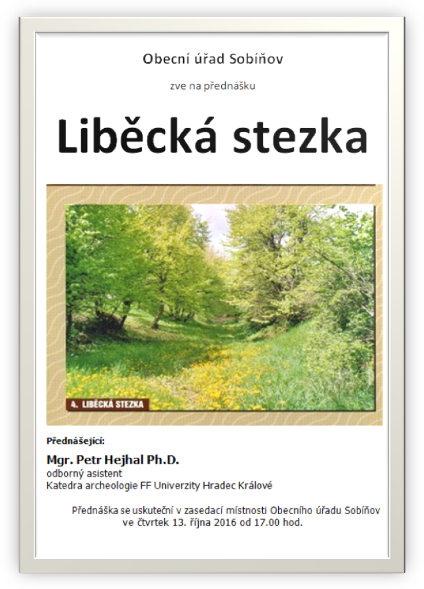 Obecní úřad Sobíňov
zve na přednášku
Liběcká stezka
4. LIBĚCKÁ STEZKA
Přednášející:
Mgr. Petr Hejhal Ph.D.
odborný asistent
Katedra archeologie FF Univerzity Hradec Králové
Přednáška se uskuteční v zasedací místnosti Obecního úřadu Sobíňov
ve čtvrtek 13. října 2016 od 17.00 hod.